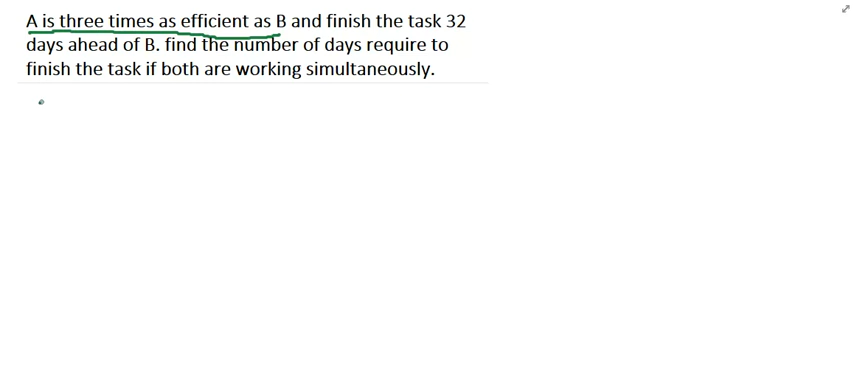 A is three times as efficient as B and finish the task 32
days ahead of B. find the number of days require to
finish the task if both are working simultaneously.